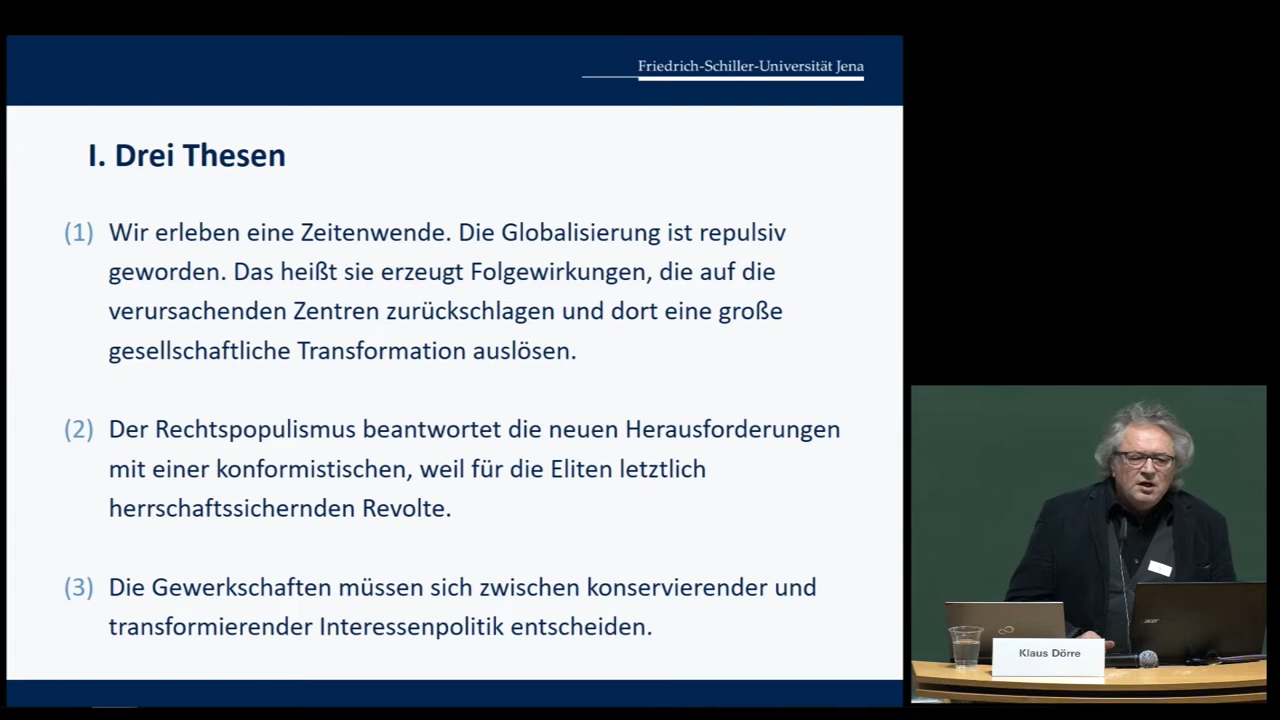 Friedrich-Schiller-Universität Jena
I. Drei Thesen
(1) Wir erleben eine Zeitenwende. Die Globalisierung ist repulsiv
geworden. Das heißt sie erzeugt Folgewirkungen, die auf die
verursachenden Zentren zurückschlagen und dort eine große
gesellschaftliche Transformation auslösen.
(2) Der Rechtspopulismus beantwortet die neuen Herausforderungen
mit einer konformistischen, weil für die Eliten letztlich
herrschaftssichernden Revolte.
(3) Die Gewerkschaften müssen sich zwischen konservierender und
transformierender Interessenpolitik entscheiden.
acer
Klaus Dörre